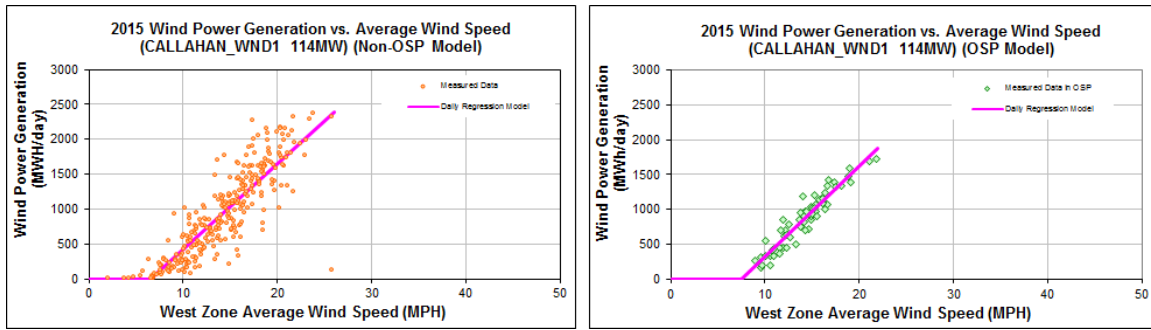 2015 Wind Power Generation vs. Average Wind Speed
(CALLAHAN_WND1 114MW) (Non-OSP Model)
Wind Power Generation
(MWH/day)
3000
2500
2000
1500
1000
500
0
Measured Data
Daily Regression Model
0 10 20 30 40 50
West Zone Average Wind Speed (MPH)
2015 Wind Power Generation vs. Average Wind Speed
(CALLAHAN_WND1 114MW) (OSP Model)
Wind Power Generation
(MWh/day)
3000
2500
2000
1500
1000
500
0
Measured Data in OSP
Daily Regression Model
0 10 20 30 40 50
West Zone Average Wind Speed (MPH)